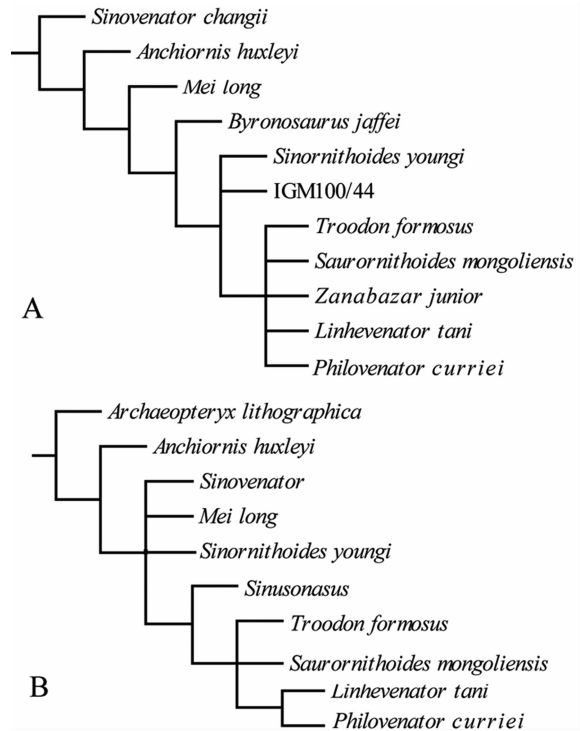 Sinovenator changii
Anchiornis huxleyi
Mei long
Byronosaurus jaffei
Sinornithoides youngi
IGM100/44
Troodon formosus
Saurornithoides mongoliensis
Zanabazar junior
Linhevenator tani
Philovenator curriei
A
Archaeopteryx lithographica
Anchiornis huxleyi
Sinovenator
Mei long
Sinornithoides youngi
Sinusonasus
Troodon formosus
Saurornithoides mongoliensis
Linhevenator tani
Philovenator curriei
B